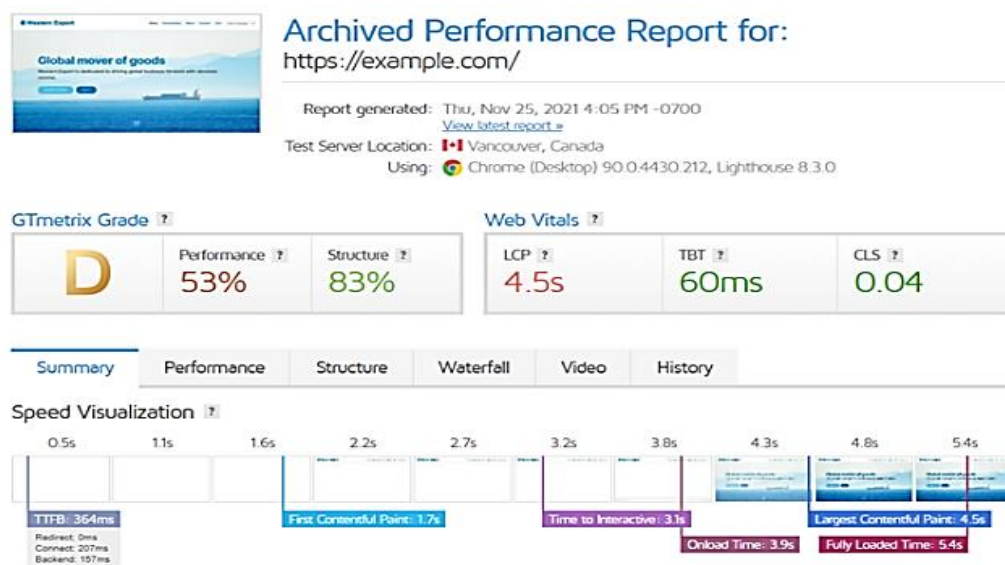 Western Export
Global mover of goods
Archived Performance Report for:
https://example.com/
Report generated: Thu, Nov 25, 2021 4:05 PM -0700
View latest report »
Test Server Location: Vancouver, Canada
Using: Chrome (Desktop) 90.0.4430.212, Lighthouse 8.3.0
GTmetrix Grade ?
Web Vitals ?
D
Performance ?
53%
Structure ?
83%
LCP ?
4.5s
TBT ?
60ms
CLS ?
0.04
Summary Performance Structure Waterfall Video History
Speed Visualization ?
0.5s 1.1s 1.6s 2.2s 2.7s 3.2s 3.8s 4.3s 4.8s 5.4s
TTFB: 364ms
First Contentful Paint: 1.7s
Time to Interactive: 3.1s
Largest Contentful Paint: 4.5s
Redirect: 0ms
Connect: 207ms
Backend: 157ms
Onload Time: 3.9s
Fully Loaded Time: 5.4s